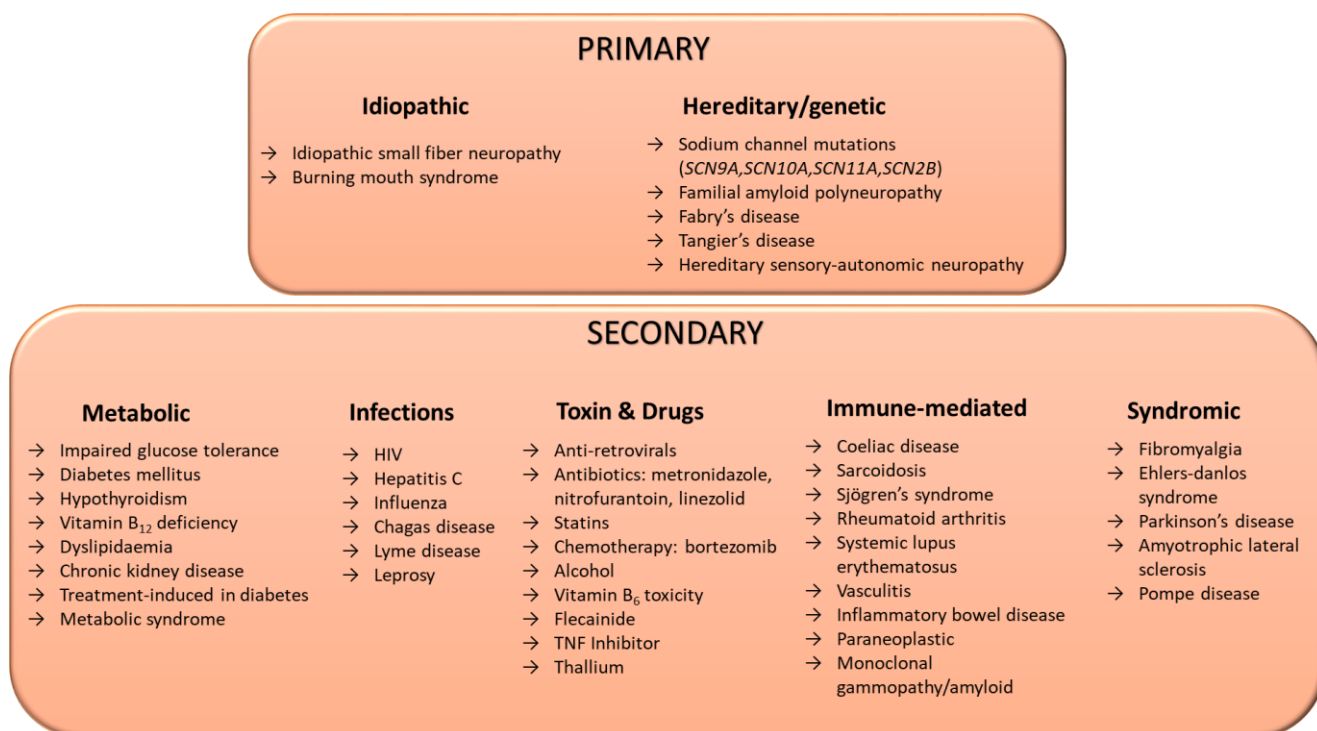 PRIMARY
Idiopathic
→ Idiopathic small fiber neuropathy
→ Burning mouth syndrome
Hereditary/genetic
→ Sodium channel mutations
(SCN9A,SCN10A,SCN11A,SCN2B)
→ Familial amyloid polyneuropathy
→ Fabry’s disease
→ Tangier’s disease
→ Hereditary sensory-autonomic neuropathy
SECONDARY
Metabolic
→ Impaired glucose tolerance
→ Diabetes mellitus
→ Hypothyroidism
→ Vitamin B₁₂ deficiency
→ Dyslipidaemia
→ Chronic kidney disease
→ Treatment-induced in diabetes
→ Metabolic syndrome
Infections
→ HIV
→ Hepatitis C
→ Influenza
→ Chagas disease
→ Lyme disease
→ Leprosy
Toxin & Drugs
→ Anti-retrovirals
→ Antibiotics: metronidazole,
nitrofurantoin, linezolid
→ Statins
→ Chemotherapy: bortezomib
→ Alcohol
→ Vitamin B₆ toxicity
→ Flecainide
→ TNF Inhibitor
→ Thallium
Immune-mediated
→ Coeliac disease
→ Sarcoidosis
→ Sjögren’s syndrome
→ Rheumatoid arthritis
→ Systemic lupus
erythematosus
→ Vasculitis
→ Inflammatory bowel disease
→ Paraneoplastic
→ Monoclonal
gammopathy/amyloid
Syndromic
→ Fibromyalgia
→ Ehlers-danlos
syndrome
→ Parkinson’s disease
→ Amyotrophic lateral
sclerosis
→ Pompe disease